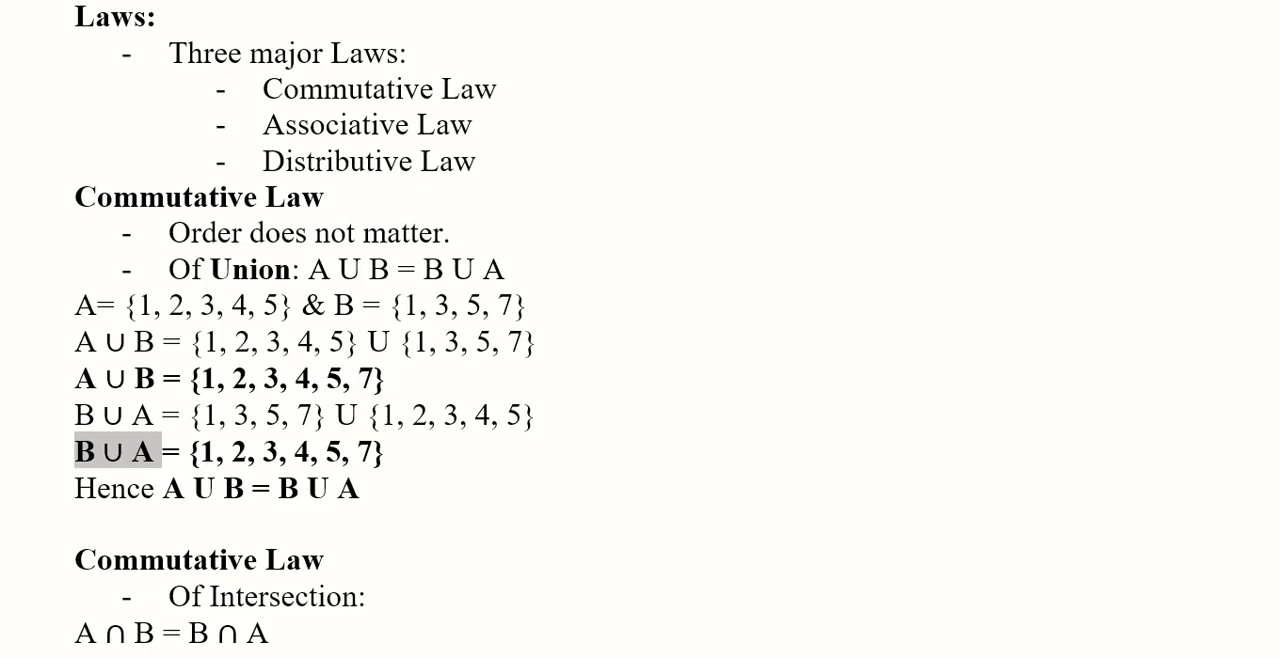 Laws:
- Three major Laws:
- Commutative Law
- Associative Law
- Distributive Law
Commutative Law
- Order does not matter.
- Of Union: A U B = B U A
A= {1, 2, 3, 4, 5} & B = {1, 3, 5, 7}
A ∪ B = {1, 2, 3, 4, 5} U {1, 3, 5, 7}
A ∪ B = {1, 2, 3, 4, 5, 7}
B ∪ A = {1, 3, 5, 7} U {1, 2, 3, 4, 5}
B ∪ A = {1, 2, 3, 4, 5, 7}
Hence A U B = B U A
Commutative Law
- Of Intersection:
A ∩ B = B ∩ A